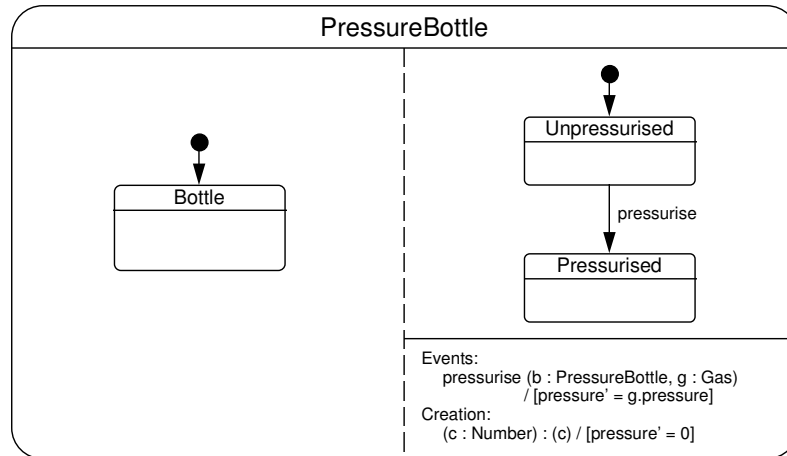 PressureBottle
Bottle
Unpressurised
pressurise
Pressurised
Events:
pressurise (b : PressureBottle, g : Gas)
/ [pressure' = g.pressure]
Creation:
(c : Number) : (c) / [pressure' = 0]